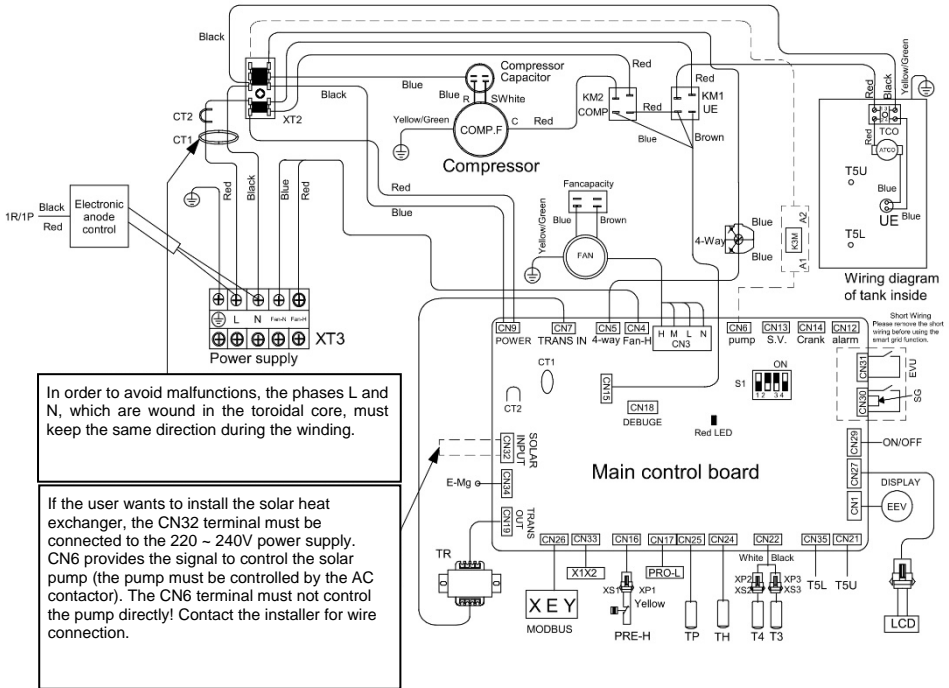 Black
XT2
CT2
CT1
Red
Black
Blue
Red
Black
Red
Blue
Compressor
Capacitor
Blue
Blue
R
S
White
Yellow/Green
COMP.F
C
Red
Compressor
Red
KM2
COMP
Red
Red
KM1
UE
Blue
Brown
Fancapacity
Blue
Brown
Yellow/Green
FAN
4-Way
Blue
Blue
A2
K3M
A1
Red
Black
Yellow/Green
TCO
Red
ATCO
T5U
Blue
UE
Blue
T5L
Wiring diagram
of tank inside
1R/1P
Black
Red
Electronic
anode
control
L N Fan-N Fan-H
XT3
Power supply
In order to avoid malfunctions, the phases L and
N, which are wound in the toroidal core, must
keep the same direction during the winding.
If the user wants to install the solar heat
exchanger, the CN32 terminal must be
connected to the 220 ~ 240V power supply.
CN6 provides the signal to control the solar
pump (the pump must be controlled by the AC
contactor). The CN6 terminal must not control
the pump directly! Contact the installer for wire
connection.
CN9
POWER
CN7
TRANS IN
CN5
4-way
CN4
Fan-H
H M L N
CN3
CN6
pump
CN13
S.V.
CN14
Crank
CN12
alarm
Short Wiring
Please remove the short
wiring before using the
smart grid function.
CN31
EVU
CN30
SG
CT1
CT2
CN15
CN18
DEBUGE
Red LED
S1
ON
1 2 3 4
SOLAR
INPUT
CN32
E-Mg
CN34
TRANS
OUT
CN19
TR
Main control board
CN29
ON/OFF
CN27
DISPLAY
CN1
EEV
LCD
CN26
CN33
CN16
CN17
CN25
CN24
CN22
CN35
CN21
X1X2
X E Y
MODBUS
XS1
XP1
Yellow
PRE-H
PRO-L
TP
TH
White
Black
XP2
XS2
XP3
XS3
T4
T3
T5L
T5U